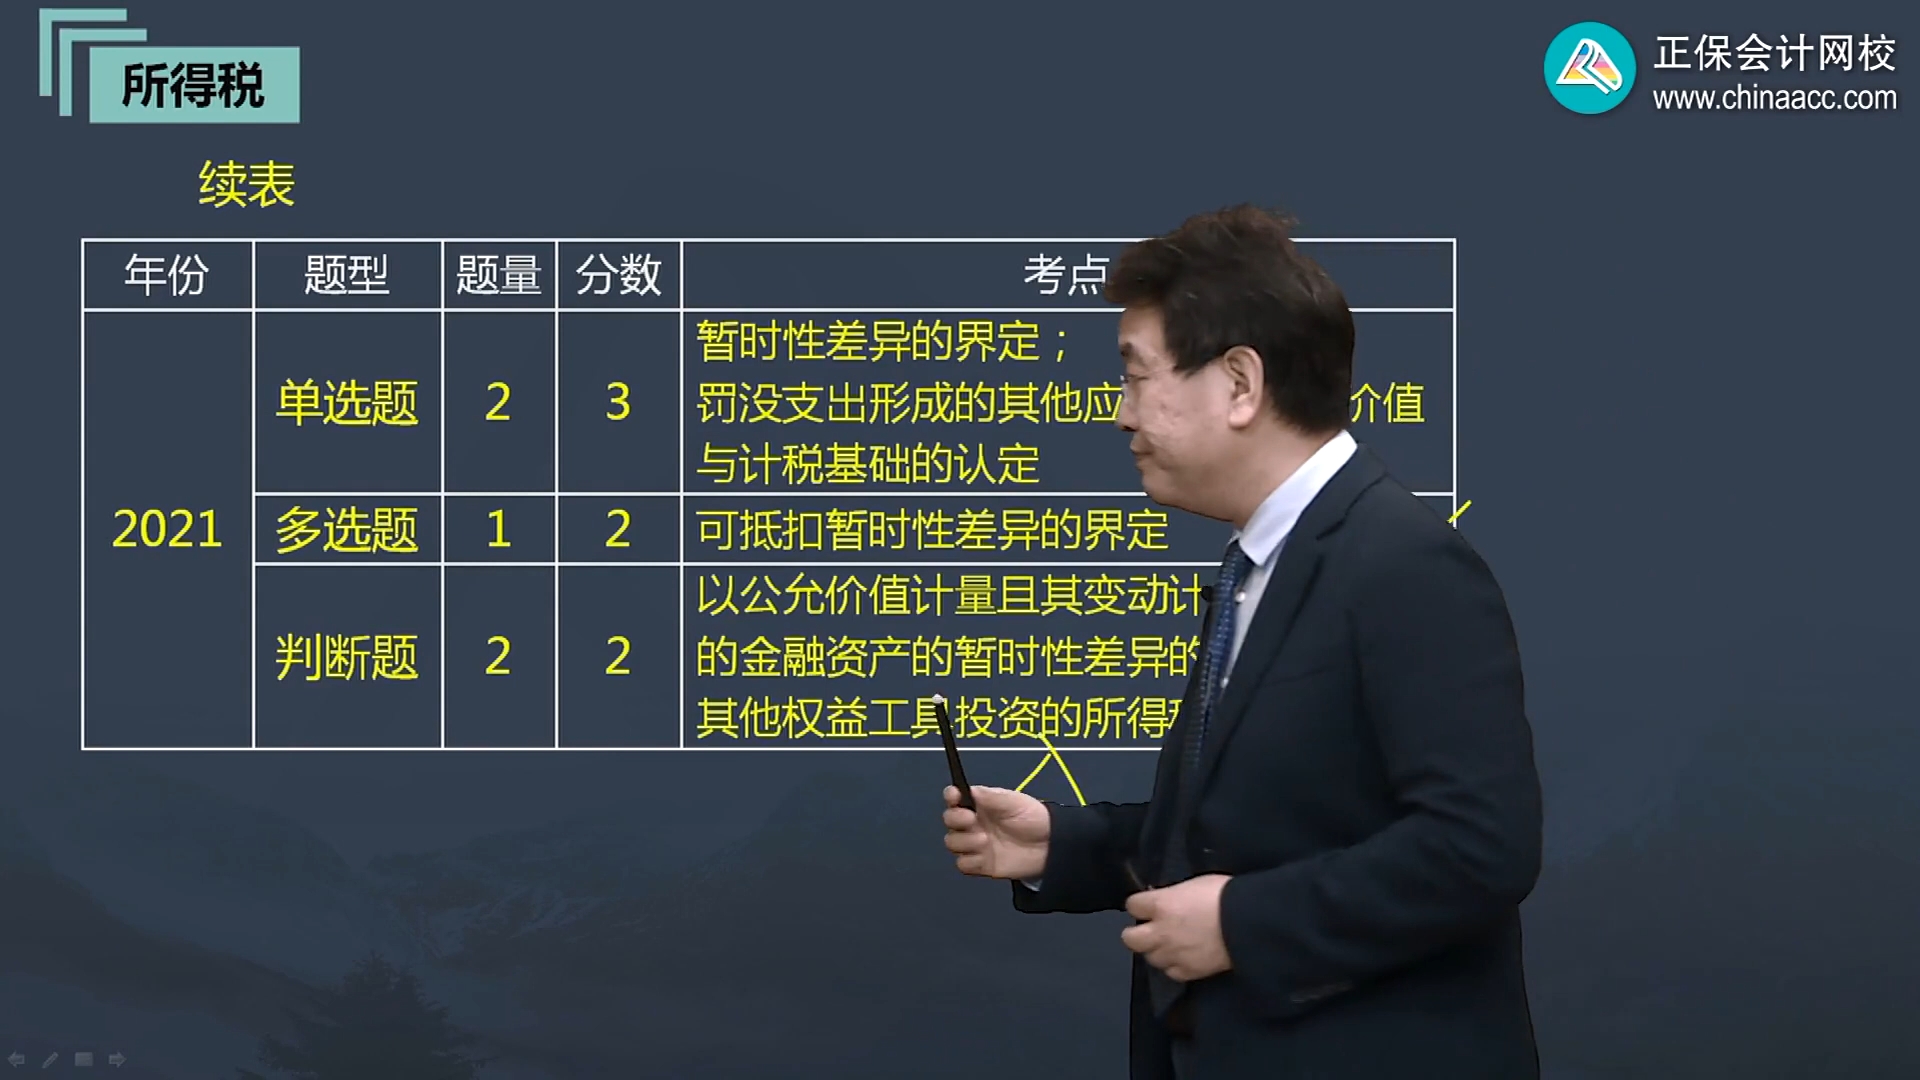 所得税
正保会计网校
www.chinaacc.com
续表
年份 题型 题量 分数 考点
2021
单选题 2 3
暂时性差异的界定；
罚没支出形成的其他应 价值
与计税基础的认定
多选题 1 2 可抵扣暂时性差异的界定
判断题 2 2
以公允价值计量且其变动计
的金融资产的暂时性差异的
其他权益工具投资的所得